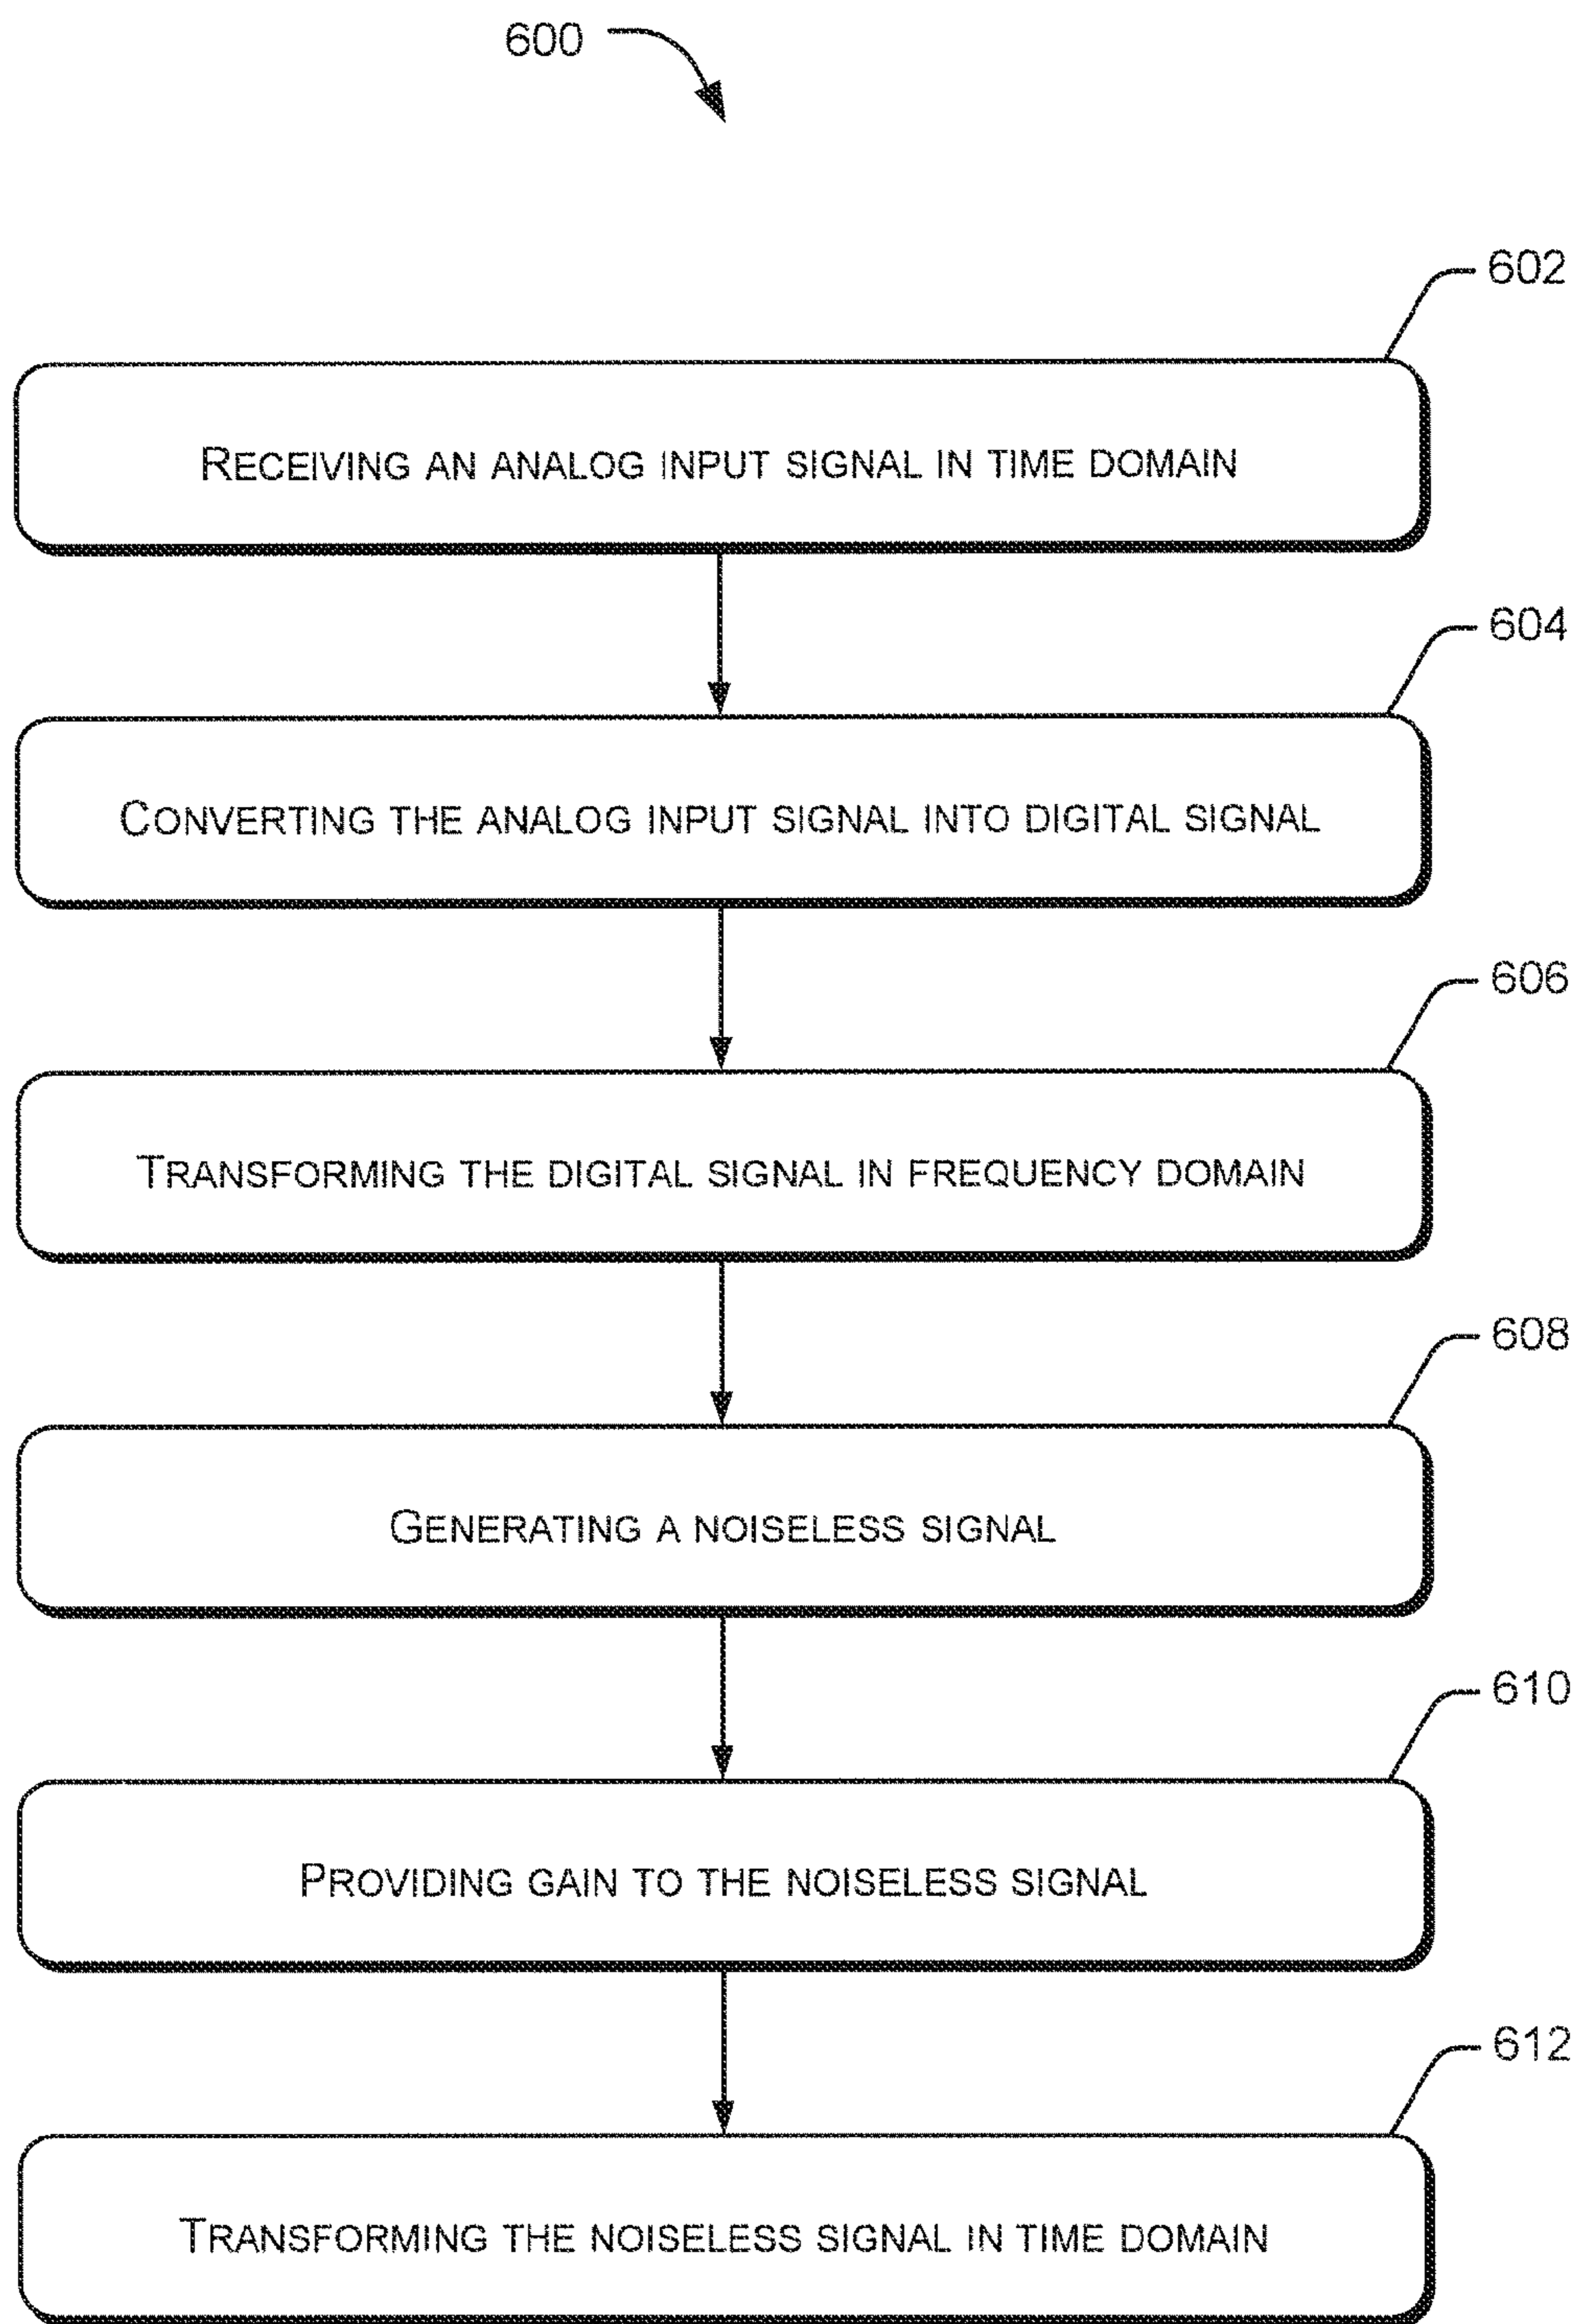 600
602
RECEIVING AN ANALOG INPUT SIGNAL IN TIME DOMAIN
604
CONVERTING THE ANALOG INPUT SIGNAL INTO DIGITAL SIGNAL
606
TRANSFORMING THE DIGITAL SIGNAL IN FREQUENCY DOMAIN
608
GENERATING A NOISELESS SIGNAL
610
PROVIDING GAIN TO THE NOISELESS SIGNAL
612
TRANSFORMING THE NOISELESS SIGNAL IN TIME DOMAIN